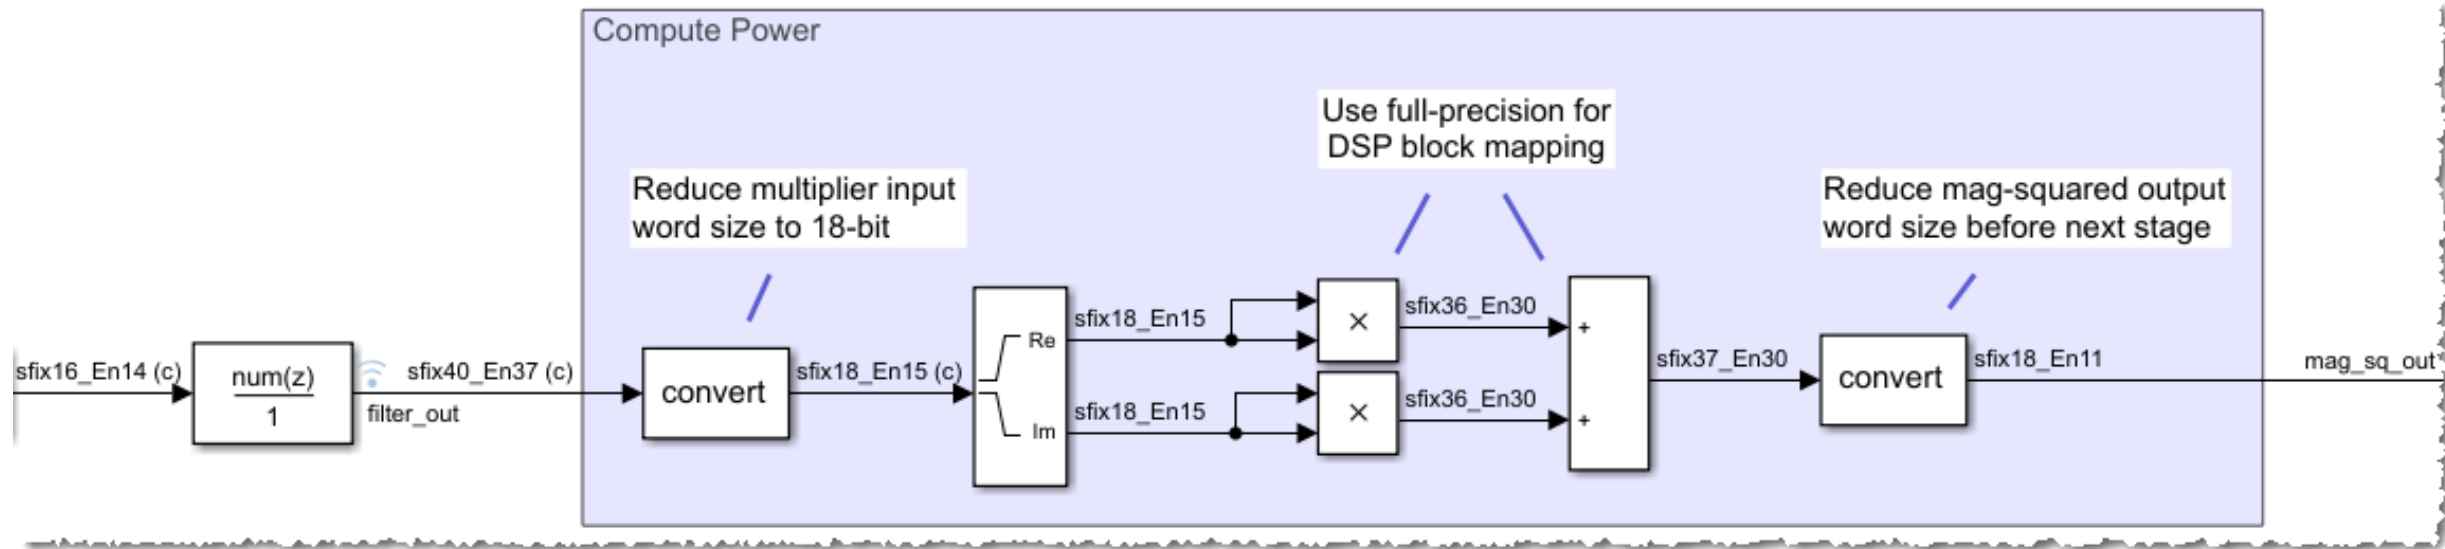 Compute Power
Use full-precision for
DSP block mapping
Reduce multiplier input
word size to 18-bit
Reduce mag-squared output
word size before next stage
sfix16_En14 (c)
num(z)
1
sfix40_En37 (c)
filter_out
convert
sfix18_En15 (c)
Re
Im
sfix18_En15
sfix18_En15
×
×
sfix36_En30
sfix36_En30
+
+
sfix37_En30
convert
sfix18_En11
mag_sq_out